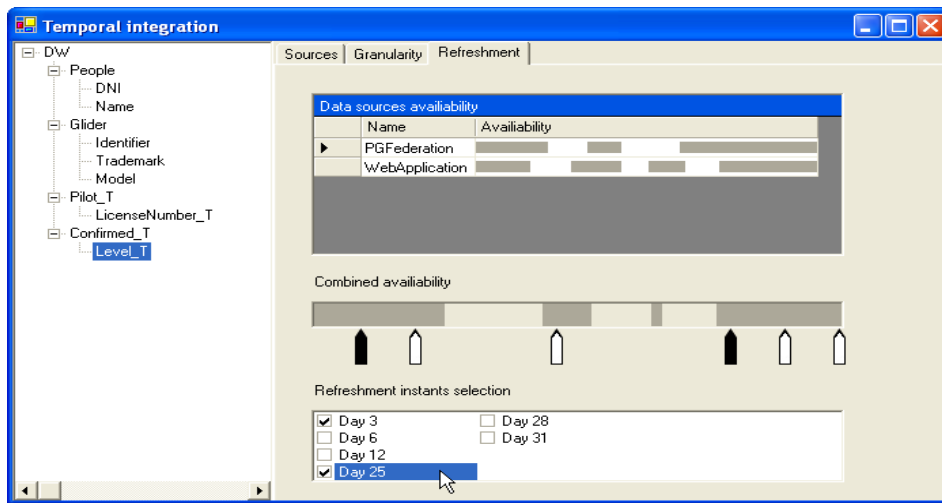 Temporal integration
DW
People
DNI
Name
Glider
Identifier
Trademark
Model
Pilot_T
LicenseNumber_T
Confirmed_T
Level_T
Sources Granularity Refreshment
Data sources availiability
Name Availiability
PGFederation
WebApplication
Combined availiability
Refreshment instants selection
Day 3 Day 28
Day 6 Day 31
Day 12
Day 25